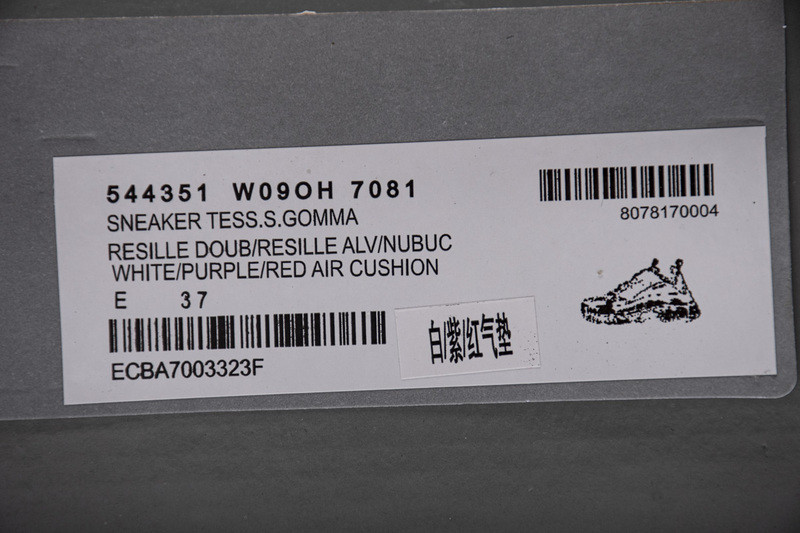 544351 W09OH 7081
8078170004
SNEAKER TESS.S.GOMMA
RESILLE DOUB/RESILLE ALV/NUBUC
WHITE/PURPLE/RED AIR CUSHION
E 37
ECBA7003323F
白/紫/红气垫